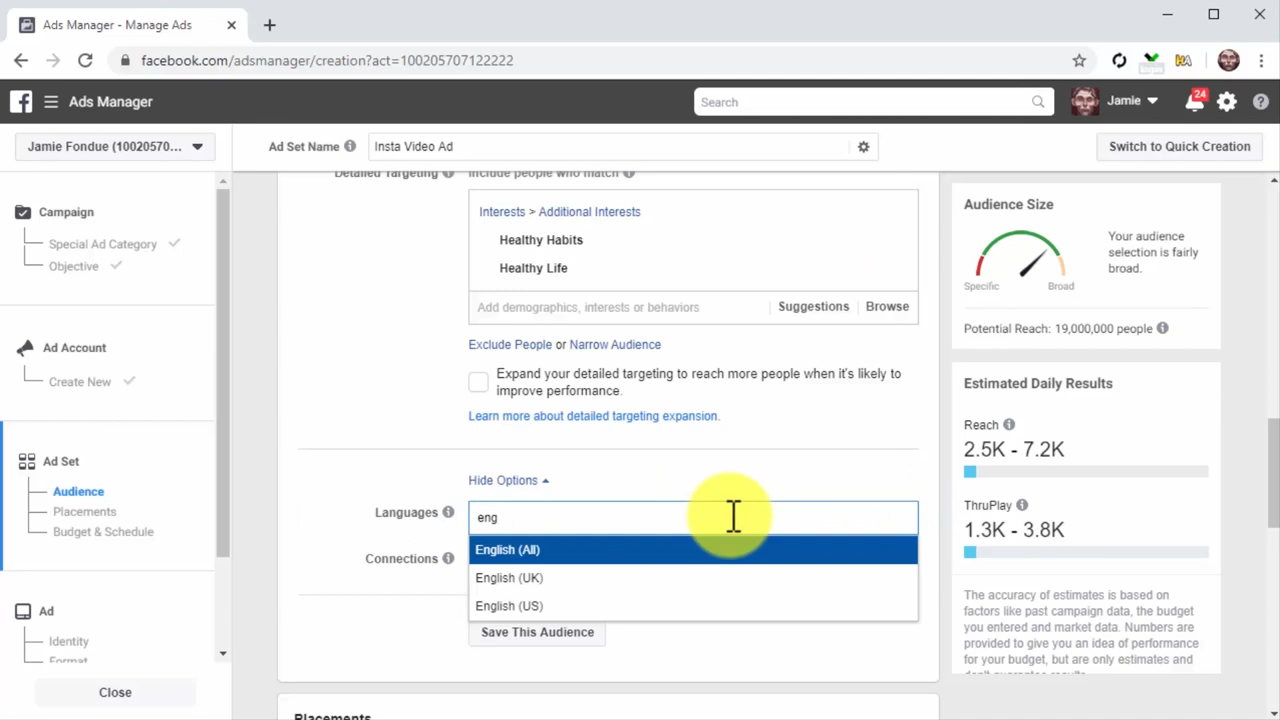 Ads Manager - Manage Ads
facebook.com/adsmanager/creation?act=100205707122222
HA
Ads Manager
Search
Jamie
24
Jamie Fondue (10020570...
Ad Set Name
Insta Video Ad
Switch to Quick Creation
Campaign
Special Ad Category
Objective
Ad Account
Create New
Ad Set
Audience
Placements
Budget & Schedule
Ad
Identity
Format
Close
Detailed Targeting
Include people who match
Interests > Additional Interests
Healthy Habits
Healthy Life
Add demographics, interests or behaviors
Suggestions
Browse
Exclude People or Narrow Audience
Expand your detailed targeting to reach more people when it's likely to
improve performance.
Learn more about detailed targeting expansion.
Hide Options
Languages
eng
English (All)
English (UK)
English (US)
Connections
Save This Audience
Placements
Audience Size
Specific
Broad
Your audience
selection is fairly
broad.
Potential Reach: 19,000,000 people
Estimated Daily Results
Reach
2.5K - 7.2K
ThruPlay
1.3K - 3.8K
The accuracy of estimates is based on
factors like past campaign data, the budget
you entered and market data. Numbers are
provided to give you an idea of performance
for your budget, but are only estimates and
don't guarantee results.